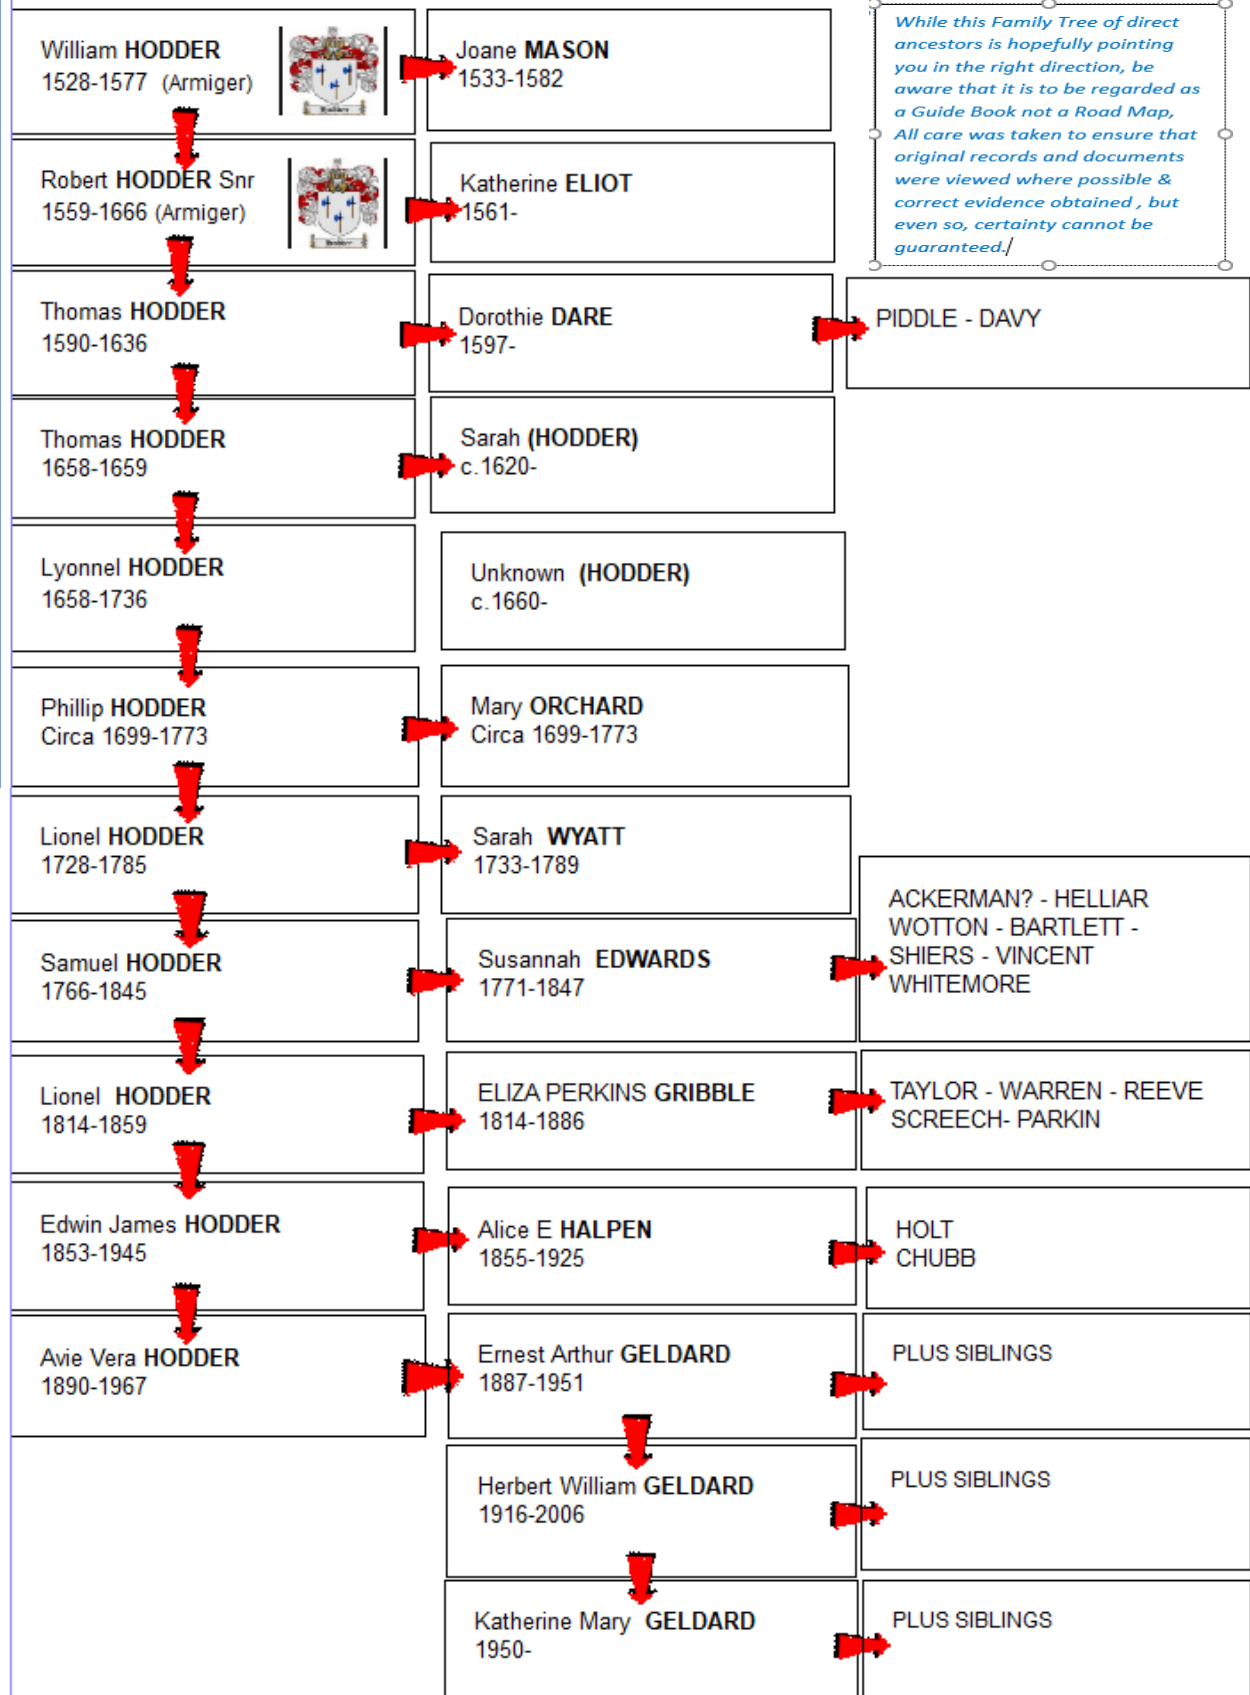 William HODDER
1528-1577 (Armiger)
Joane MASON
1533-1582
While this Family Tree of direct
ancestors is hopefully pointing
you in the right direction, be
aware that it is to be regarded as
a Guide Book not a Road Map,
All care was taken to ensure that
original records and documents
were viewed where possible &
correct evidence obtained , but
even so, certainty cannot be
guaranteed.
Robert HODDER Snr
1559-1666 (Armiger)
Katherine ELIOT
1561-
Thomas HODDER
1590-1636
Dorothie DARE
1597-
PIDDLE - DAVY
Thomas HODDER
1658-1659
Sarah (HODDER)
c.1620-
Lyonnel HODDER
1658-1736
Unknown (HODDER)
c.1660-
Phillip HODDER
Circa 1699-1773
Mary ORCHARD
Circa 1699-1773
Lionel HODDER
1728-1785
Sarah WYATT
1733-1789
Samuel HODDER
1766-1845
Susannah EDWARDS
1771-1847
ACKERMAN? - HELLIAR
WOTTON - BARTLETT -
SHIERS - VINCENT
WHITEMORE
Lionel HODDER
1814-1859
ELIZA PERKINS GRIBBLE
1814-1886
TAYLOR - WARREN - REEVE
SCREECH- PARKIN
Edwin James HODDER
1853-1945
Alice E HALPEN
1855-1925
HOLT
CHUBB
Avie Vera HODDER
1890-1967
Ernest Arthur GELDARD
1887-1951
PLUS SIBLINGS
Herbert William GELDARD
1916-2006
PLUS SIBLINGS
Katherine Mary GELDARD
1950-
PLUS SIBLINGS